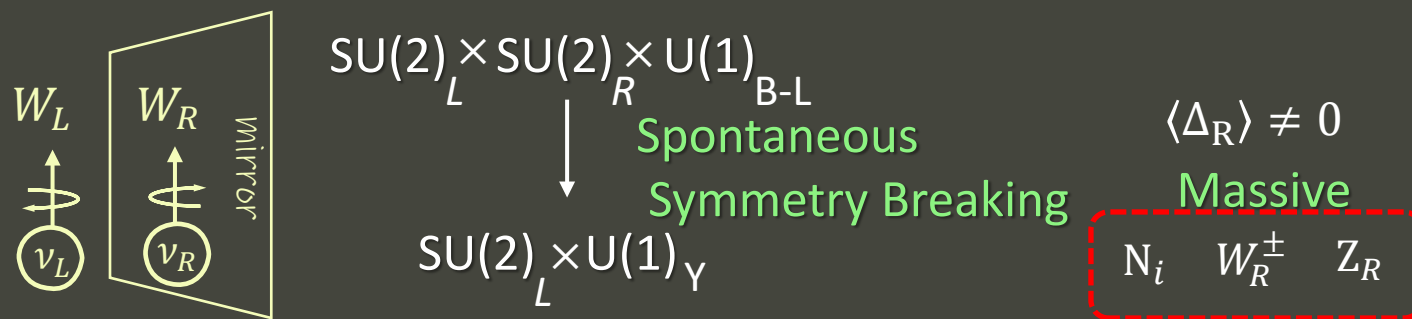 W_L W_R mirror
ν_L ν_R
SU(2)_L × SU(2)_R × U(1)_B-L
Spontaneous
Symmetry Breaking
SU(2)_L × U(1)_Y
⟨Δ_R⟩ ≠ 0
Massive
N_i W_R^± Z_R